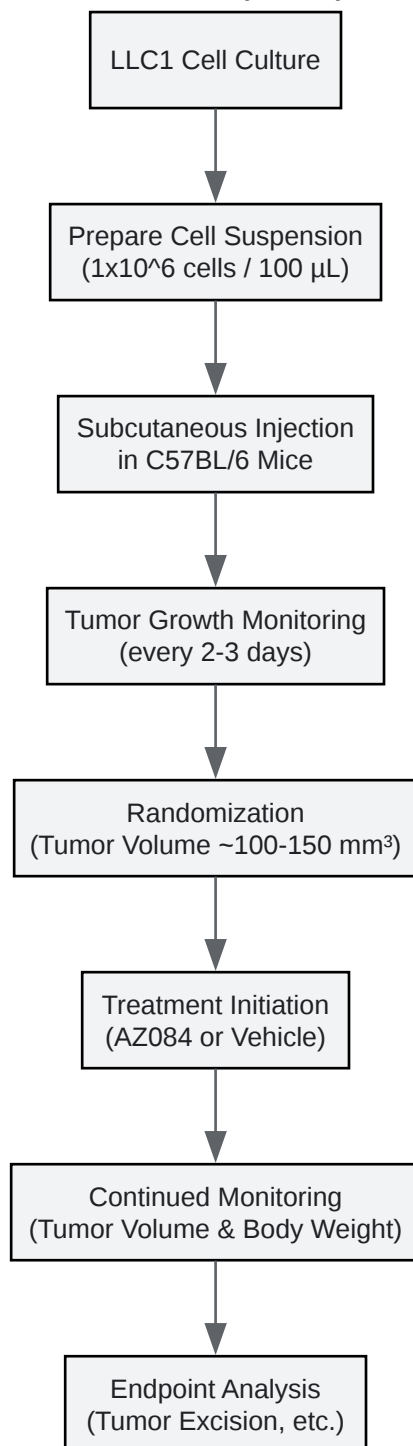 LLC1 Cell Culture
Prepare Cell Suspension
(1x10^6 cells / 100 µL)
Subcutaneous Injection
in C57BL/6 Mice
Tumor Growth Monitoring
(every 2-3 days)
Randomization
(Tumor Volume ~100-150 mm³)
Treatment Initiation
(AZ084 or Vehicle)
Continued Monitoring
(Tumor Volume & Body Weight)
Endpoint Analysis
(Tumor Excision, etc.)